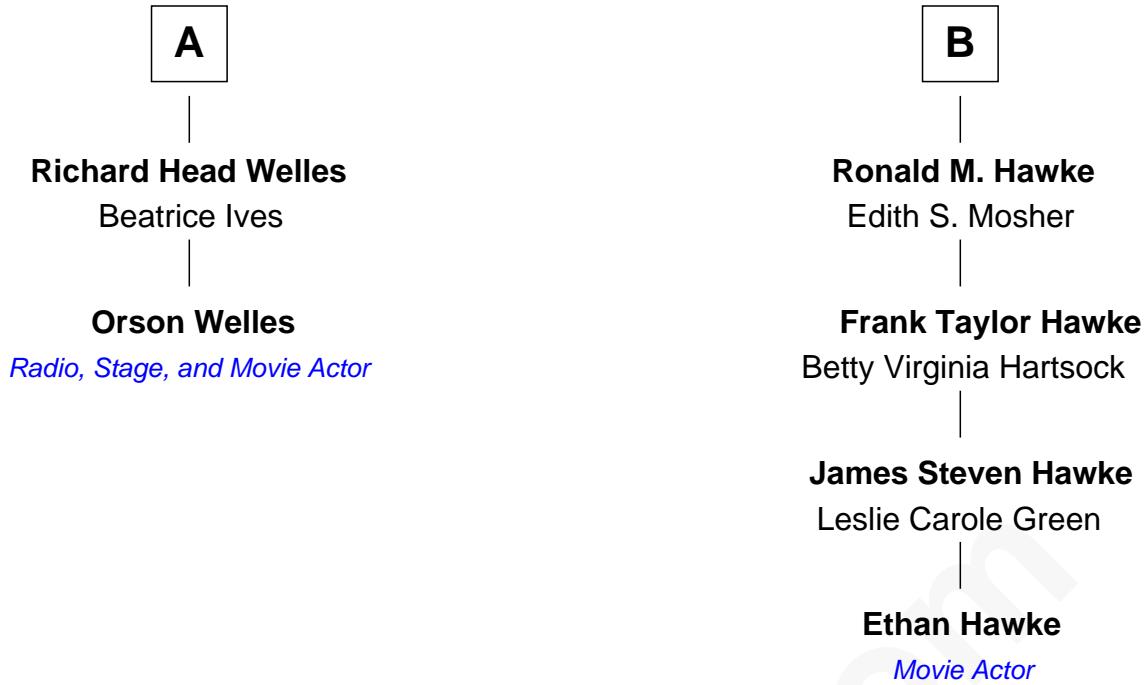 A
Richard Head Welles
Beatrice Ives
Orson Welles
Radio, Stage, and Movie Actor
B
Ronald M. Hawke
Edith S. Mosher
Frank Taylor Hawke
Betty Virginia Hartsock
James Steven Hawke
Leslie Carole Green
Ethan Hawke
Movie Actor